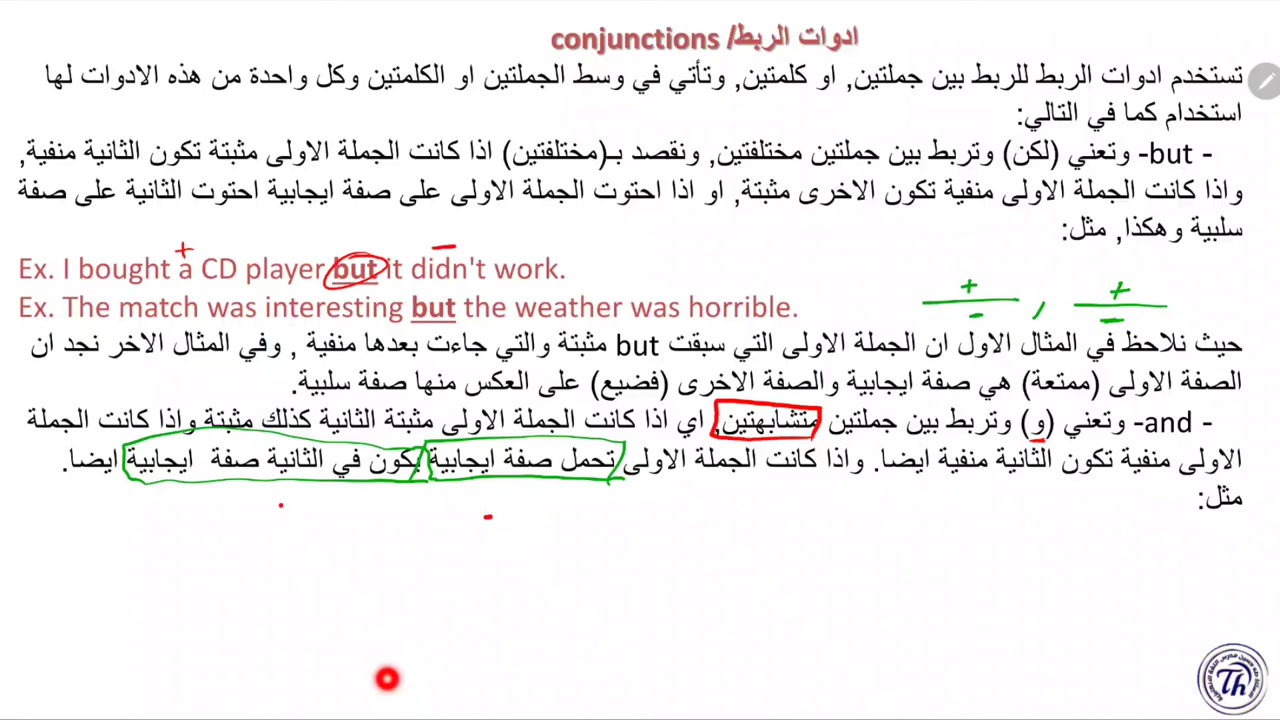 ادوات الربط/ conjunctions
تستخدم ادوات الربط للربط بين جملتين, او كلمتين, وتأتي في وسط الجملتين او الكلمتين وكل واحدة من هذه الادوات لها
استخدام كما في التالي:
- but- وتعني (لكن) وتربط بين جملتين مختلفتين, ونقصد بـ(مختلفتين) اذا كانت الجملة الاولى مثبتة تكون الثانية منفية,
واذا كانت الجملة الاولى منفية تكون الاخرى مثبتة, او اذا احتوت الجملة الاولى على صفة ايجابية احتوت الثانية على صفة
سلبية وهكذا, مثل:
+ –
Ex. I bought a CD player but it didn't work.
Ex. The match was interesting but the weather was horrible.
+ , +
- -
حيث نلاحظ في المثال الاول ان الجملة الاولى التي سبقت but مثبتة والتي جاءت بعدها منفية , وفي المثال الاخر نجد ان
الصفة الاولى (ممتعة) هي صفة ايجابية والصفة الاخرى (فضيع) على العكس منها صفة سلبية.
- and- وتعني (و) وتربط بين جملتين متشابهتين, اي اذا كانت الجملة الاولى مثبتة الثانية كذلك مثبتة واذا كانت الجملة
الاولى منفية تكون الثانية منفية ايضا. واذا كانت الجملة الاولى تحمل صفة ايجابية يكون في الثانية صفة ايجابية ايضا.
مثل:
Th